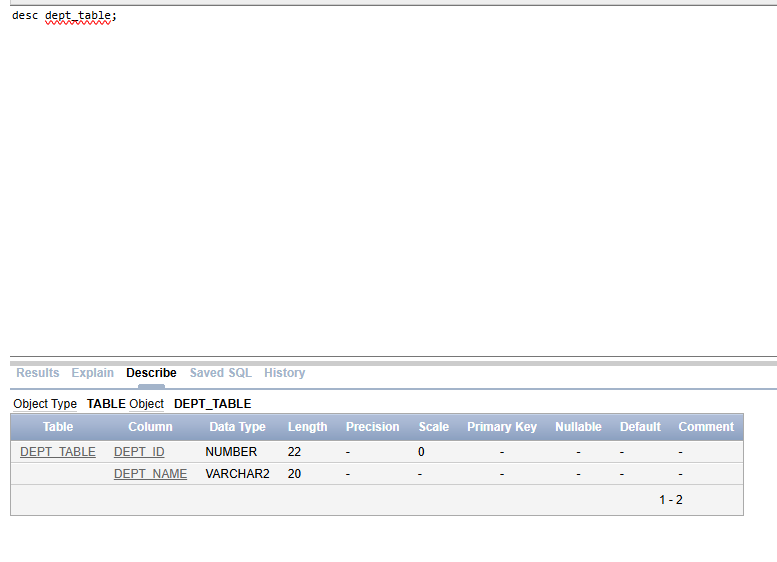 desc dept_table;
Results Explain Describe Saved SQL History
Object Type TABLE Object DEPT_TABLE
Table Column Data Type Length Precision Scale Primary Key Nullable Default Comment
DEPT_TABLE DEPT_ID NUMBER 22 - 0 - - - -
DEPT_NAME VARCHAR2 20 - - - - - -
1 - 2